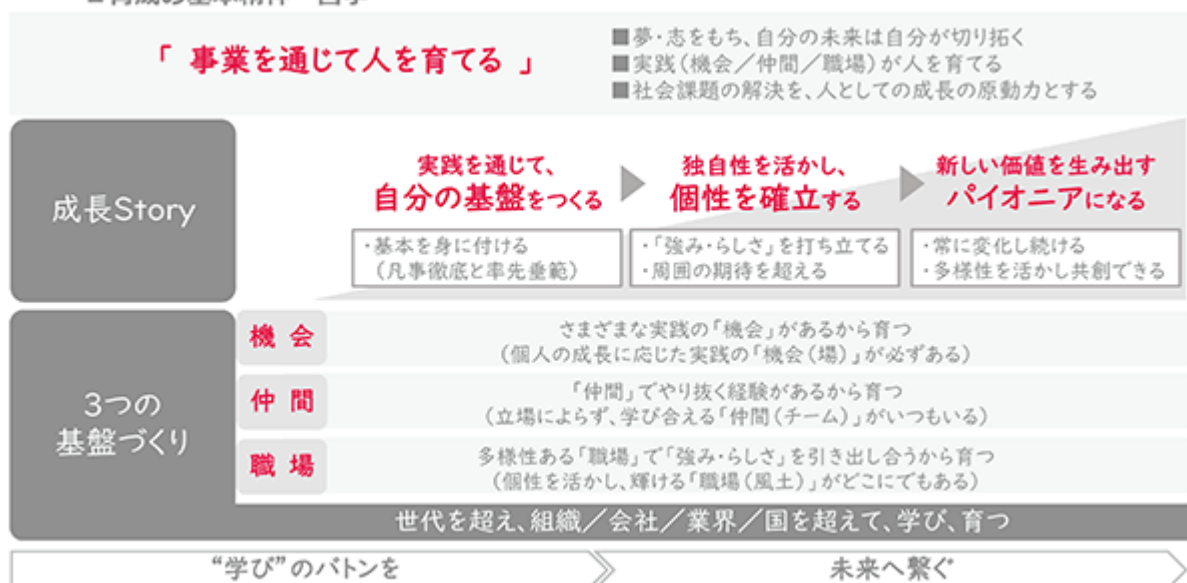 「 事業を通じて人を育てる 」
■夢・志をもち、自分の未来は自分が切り拓く
■実践(機会／仲間／職場)が人を育てる
■社会課題の解決を、人としての成長の原動力とする
成長Story
実践を通じて、
自分の基盤をつくる
・基本を身に付ける
(凡事徹底と率先垂範)
独自性を活かし、
個性を確立する
・「強み・らしさ」を打ち立てる
・周囲の期待を超える
新しい価値を生み出す
パイオニアになる
・常に変化し続ける
・多様性を活かし共創できる
3つの
基盤づくり
機 会
さまざまな実践の「機会」があるから育つ
(個人の成長に応じた実践の「機会(場)」が必ずある)
仲 間
「仲間」でやり抜く経験があるから育つ
(立場によらず、学び合える「仲間(チーム)」がいつもいる)
職 場
多様性ある「職場」で「強み・らしさ」を引き出し合うから育つ
(個性を活かし、輝ける「職場(風土)」がどこにでもある)
世代を超え、組織／会社／業界／国を超えて、学び、育つ
“学び”のバトンを
未来へ繋ぐ